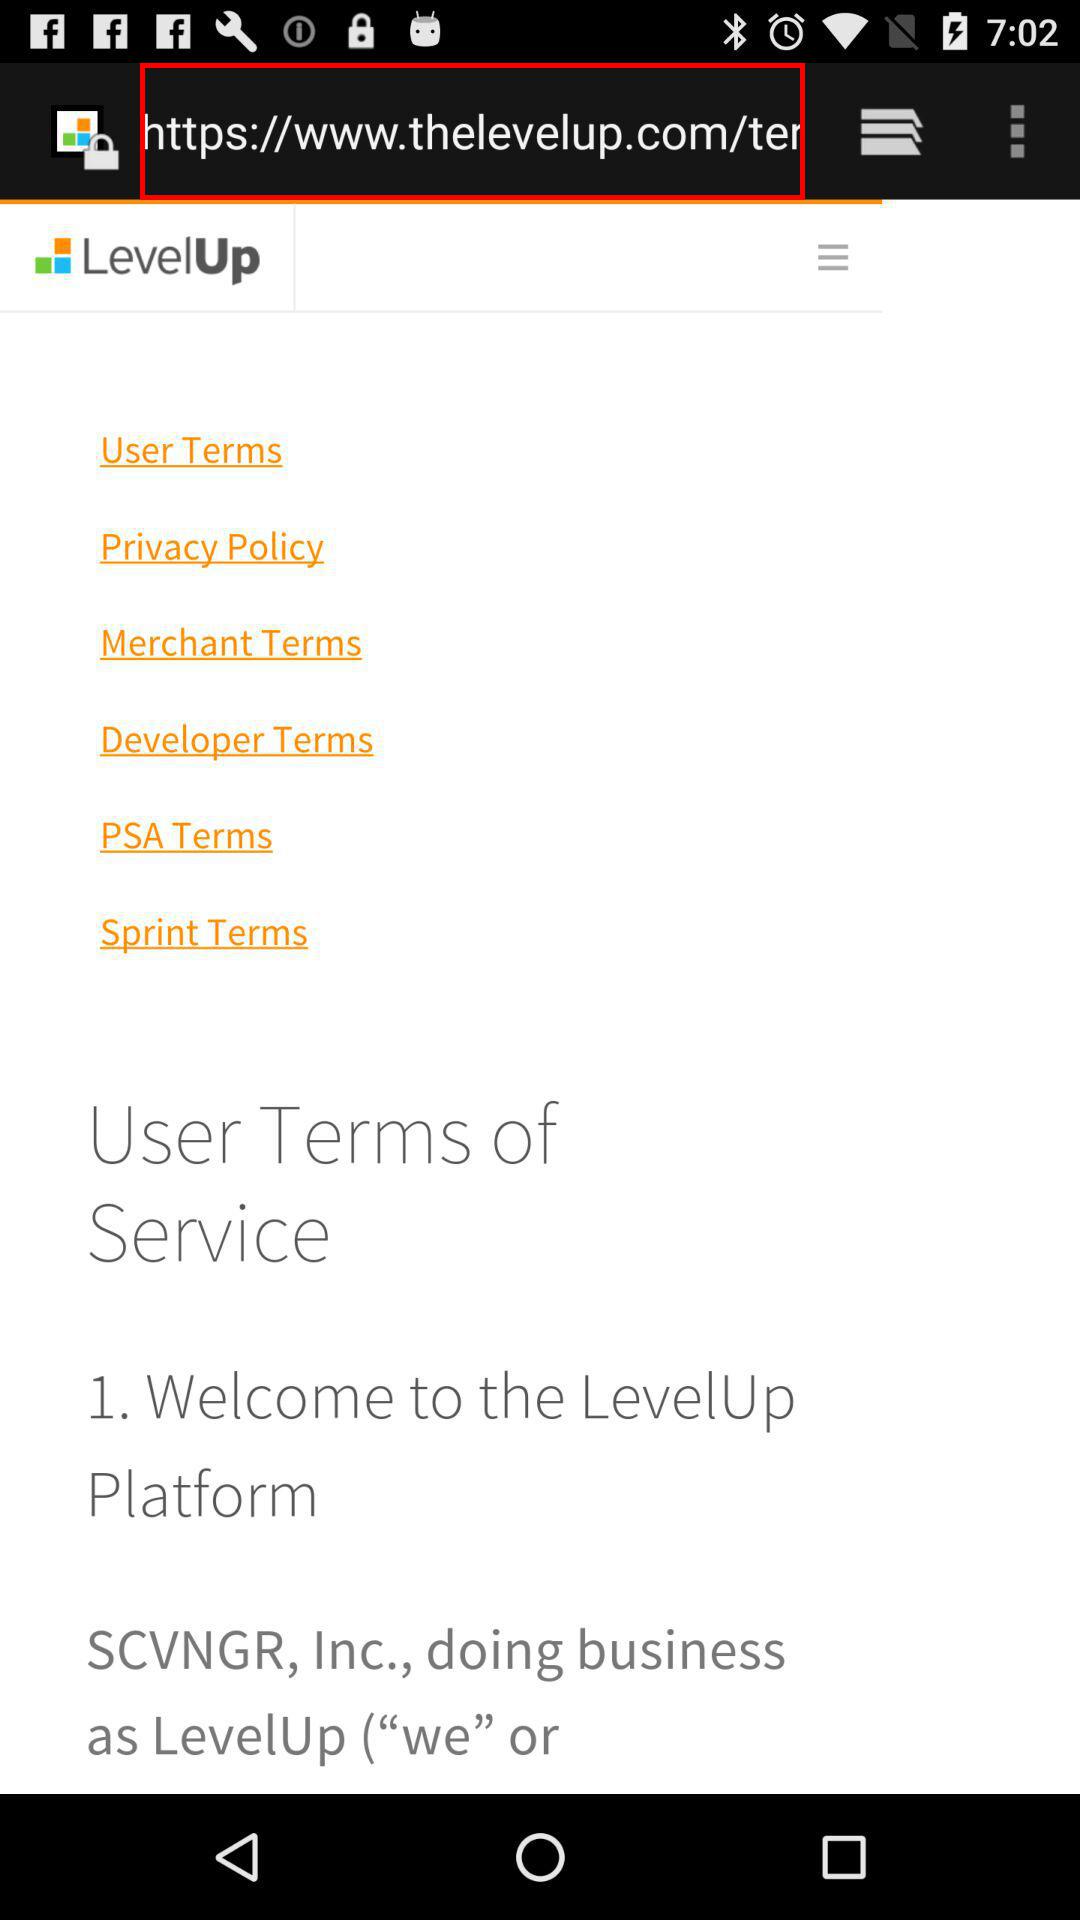 7:02
https://www.thelevelup.com/ter
LevelUp
User Terms
Privacy Policy
Merchant Terms
Developer Terms
PSA Terms
Sprint Terms
User Terms of
Service
1. Welcome to the LevelUp
Platform
SCVNGR, Inc., doing business
as LevelUp (“we” or